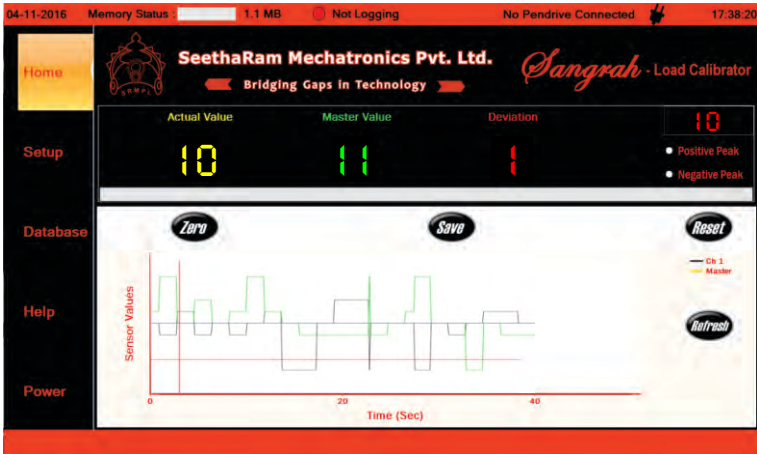 04-11-2016 Memory Status : 1.1 MB Not Logging No Pendrive Connected 17:38:20
Home
SRMPL
SeethaRam Mechatronics Pvt. Ltd.
Bridging Gaps in Technology
Sangrah - Load Calibrator
Actual Value Master Value Deviation 10
10 11 1
Positive Peak
Negative Peak
Setup
Database
Help
Power
Zero Save Reset
Ch 1
Master
Refresh
Sensor Values
0 20 40
Time (Sec)